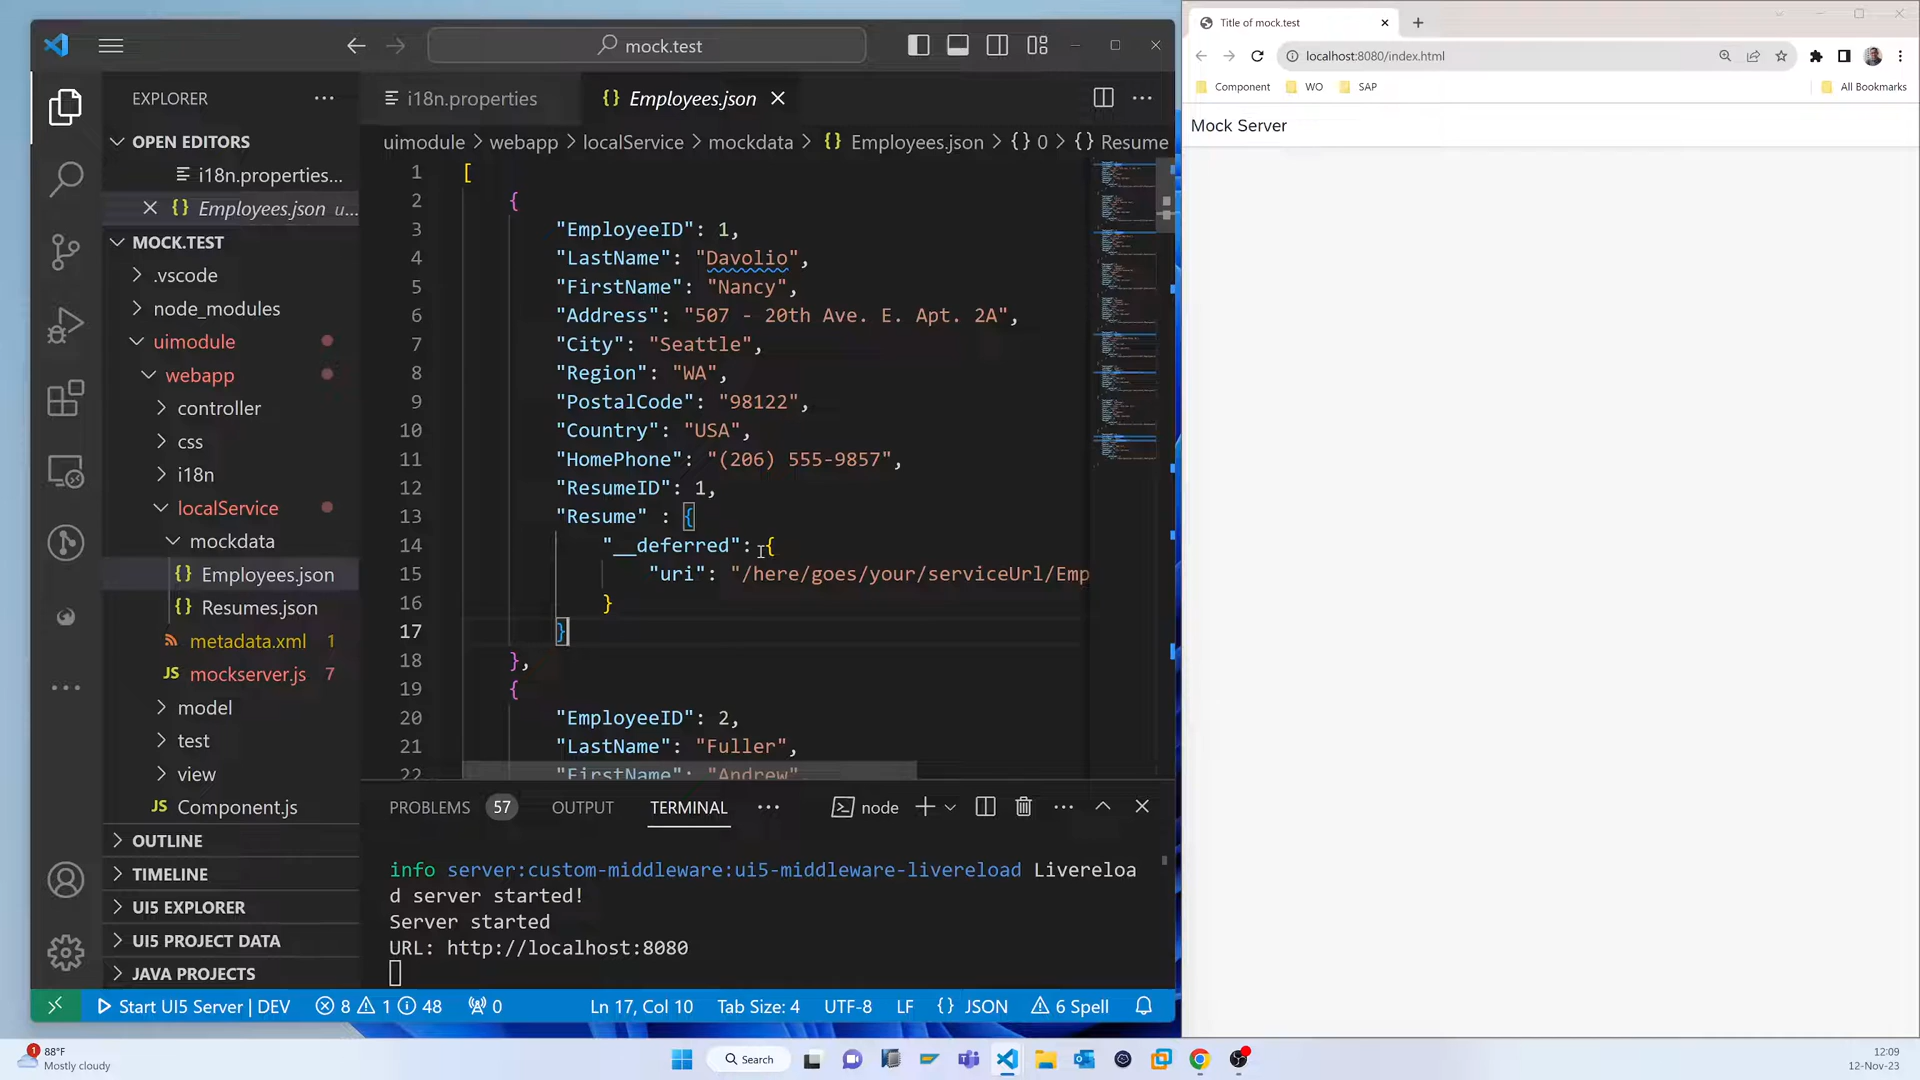 mock.test
EXPLORER
OPEN EDITORS
i18n.properties...
Employees.json u...
MOCK.TEST
.vscode
node_modules
uimodule
webapp
controller
css
i18n
localService
mockdata
Employees.json
Resumes.json
metadata.xml 1
mockserver.js 7
model
test
view
Component.js
OUTLINE
TIMELINE
UI5 EXPLORER
UI5 PROJECT DATA
JAVA PROJECTS
i18n.properties
Employees.json
uimodule > webapp > localService > mockdata > {} Employees.json > {} 0 > {} Resume
1 [
2 {
3 "EmployeeID": 1,
4 "LastName": "Davolio",
5 "FirstName": "Nancy",
6 "Address": "507 - 20th Ave. E. Apt. 2A",
7 "City": "Seattle",
8 "Region": "WA",
9 "PostalCode": "98122",
10 "Country": "USA",
11 "HomePhone": "(206) 555-9857",
12 "ResumeID": 1,
13 "Resume" : {
14 "__deferred": {
15 "uri": "/here/goes/your/serviceUrl/Emp
16 }
17 }
18 },
19 {
20 "EmployeeID": 2,
21 "LastName": "Fuller",
22 "FirstName": "Andrew",
PROBLEMS 57 OUTPUT TERMINAL
node
info server:custom-middleware:ui5-middleware-livereload Livereloa
d server started!
Server started
URL: http://localhost:8080
Start UI5 Server | DEV 8 1 48 0 Ln 17, Col 10 Tab Size: 4 UTF-8 LF {} JSON 6 Spell
Title of mock.test
localhost:8080/index.html
Component WO SAP All Bookmarks
Mock Server
1
88°F
Mostly cloudy
Search
12:09
12-Nov-23